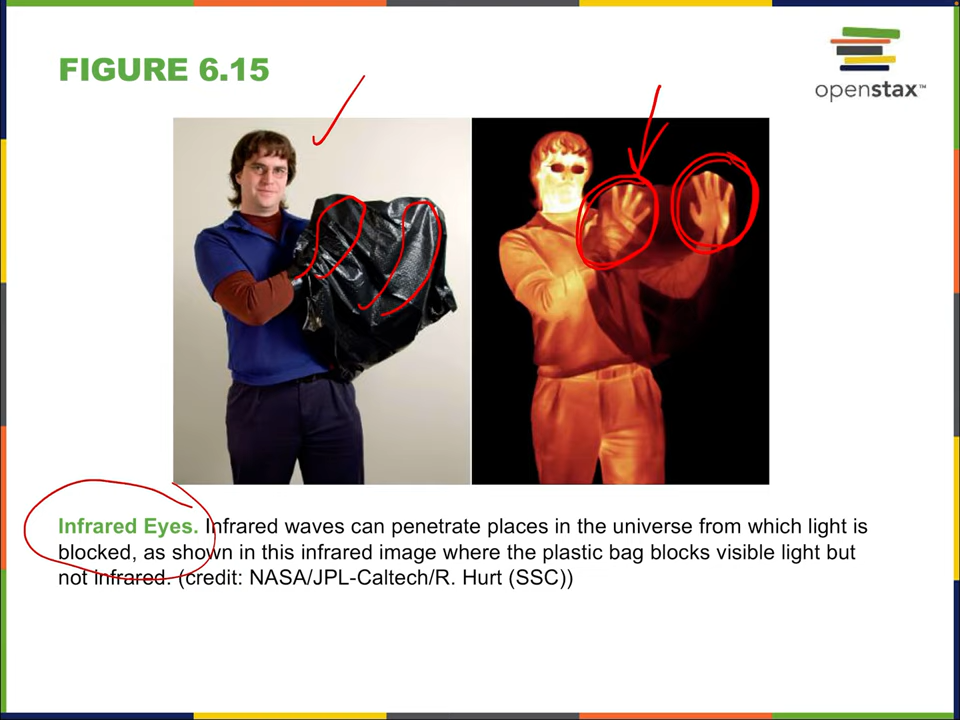 FIGURE 6.15
openstax™
Infrared Eyes. Infrared waves can penetrate places in the universe from which light is
blocked, as shown in this infrared image where the plastic bag blocks visible light but
not infrared. (credit: NASA/JPL-Caltech/R. Hurt (SSC))